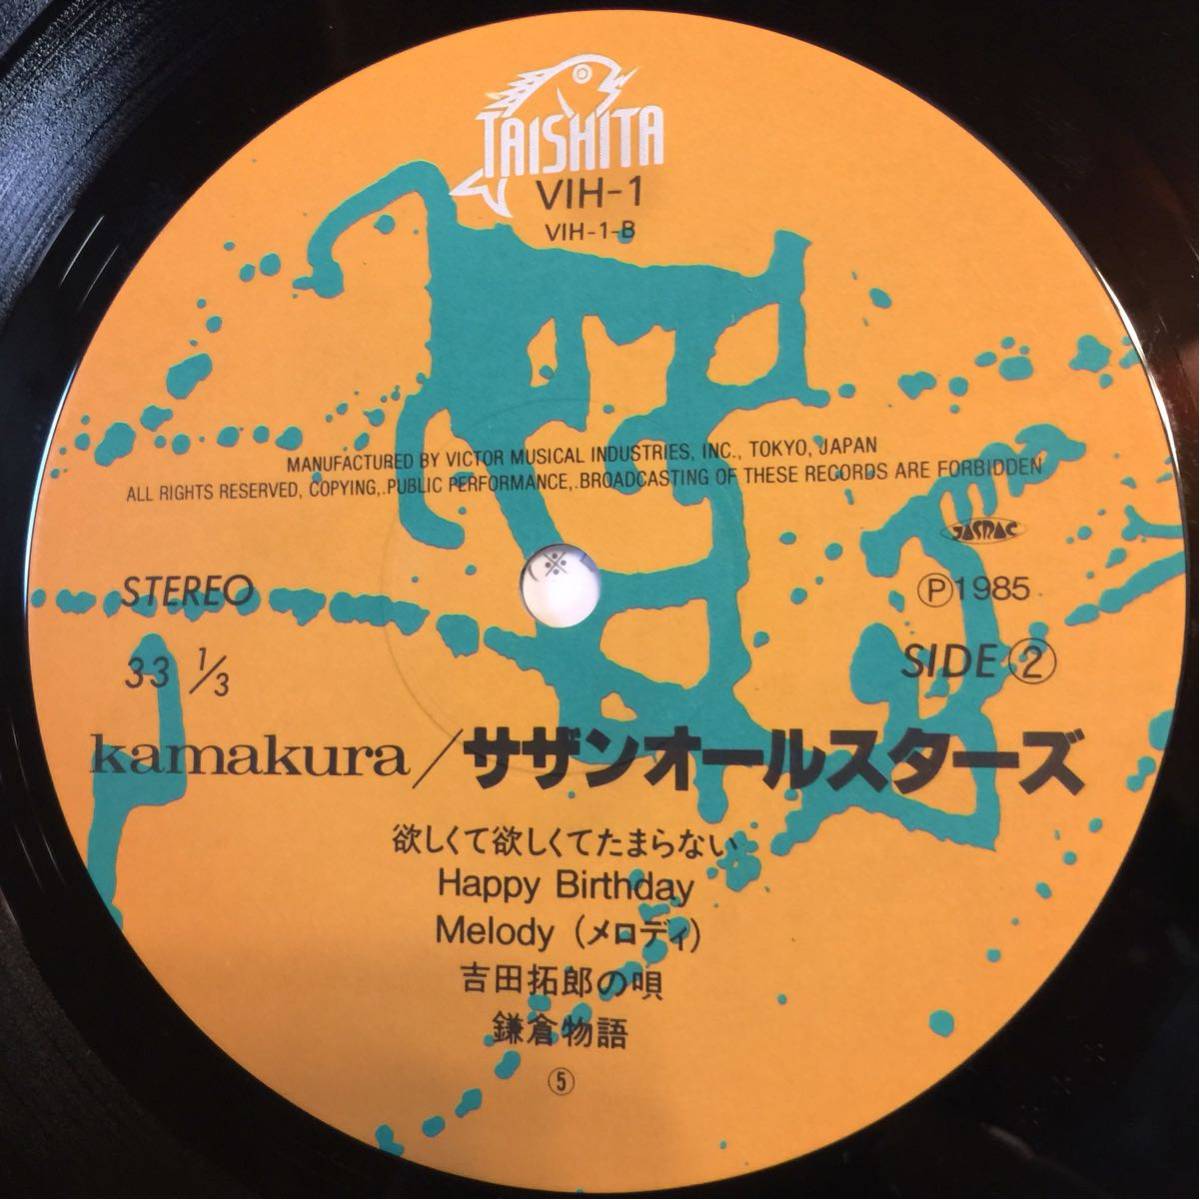 TAISHITA
VIH-1
VIH-1-B
MANUFACTURED BY VICTOR MUSICAL INDUSTRIES, INC., TOKYO, JAPAN
ALL RIGHTS RESERVED, COPYING, PUBLIC PERFORMANCE, BROADCASTING OF THESE RECORDS ARE FORBIDDEN
JASRAC
(※)
STEREO
Ⓟ1985
33 1/3
SIDE ②
kamakura/サザンオールスターズ
欲しくて欲しくてたまらない
Happy Birthday
Melody (メロディ)
吉田拓郎の唄
鎌倉物語
⑤